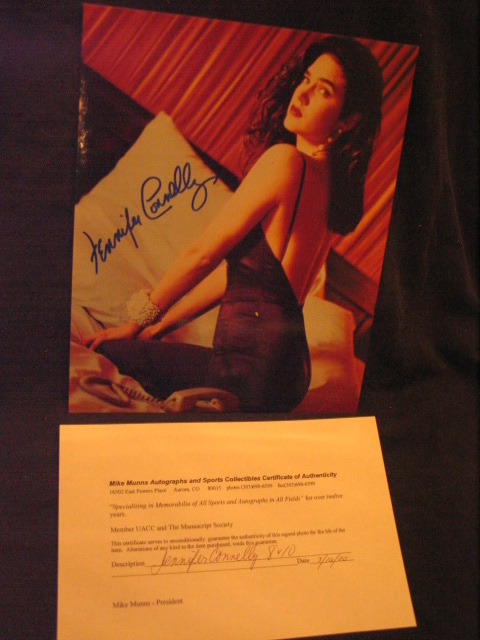 Jennifer Connelly
Mike Munns Autographs and Sports Collectibles Certificate of Authenticity
"Specializing in Memorabilia of All Sports and Autographs in All Fields" for over twelve
years.
Member UACC and The Manuscript Society
This certificate serves to unconditionally guarantee the authenticity of this signed photo for the life of the
item. Alterations of any kind to the item purchased, voids this guarantee.
Description Jennifer Connelly 8x10 Date
Mike Munns - President